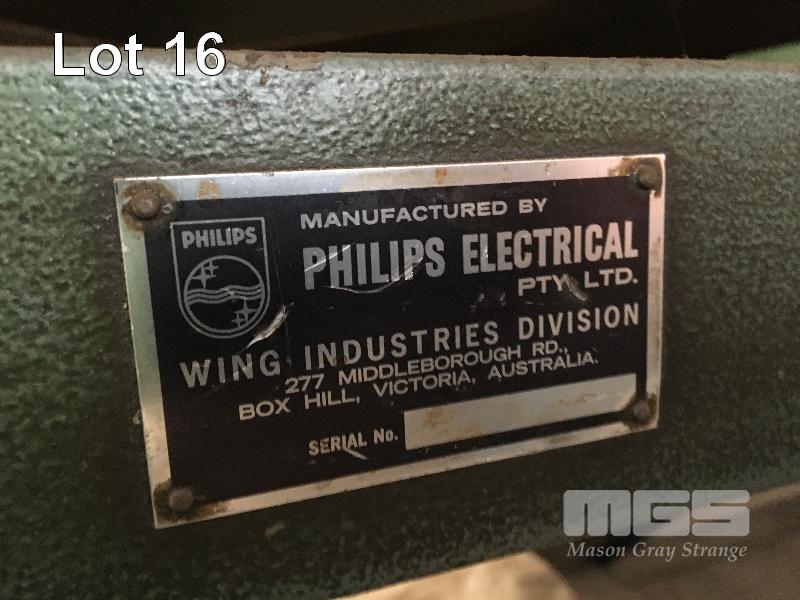 Lot 16
PHILIPS
MANUFACTURED BY
PHILIPS ELECTRICAL
PTY. LTD.
WING INDUSTRIES DIVISION
277 MIDDLEBOROUGH RD.,
BOX HILL, VICTORIA, AUSTRALIA.
SERIAL No.
MGS
Mason Gray Strange